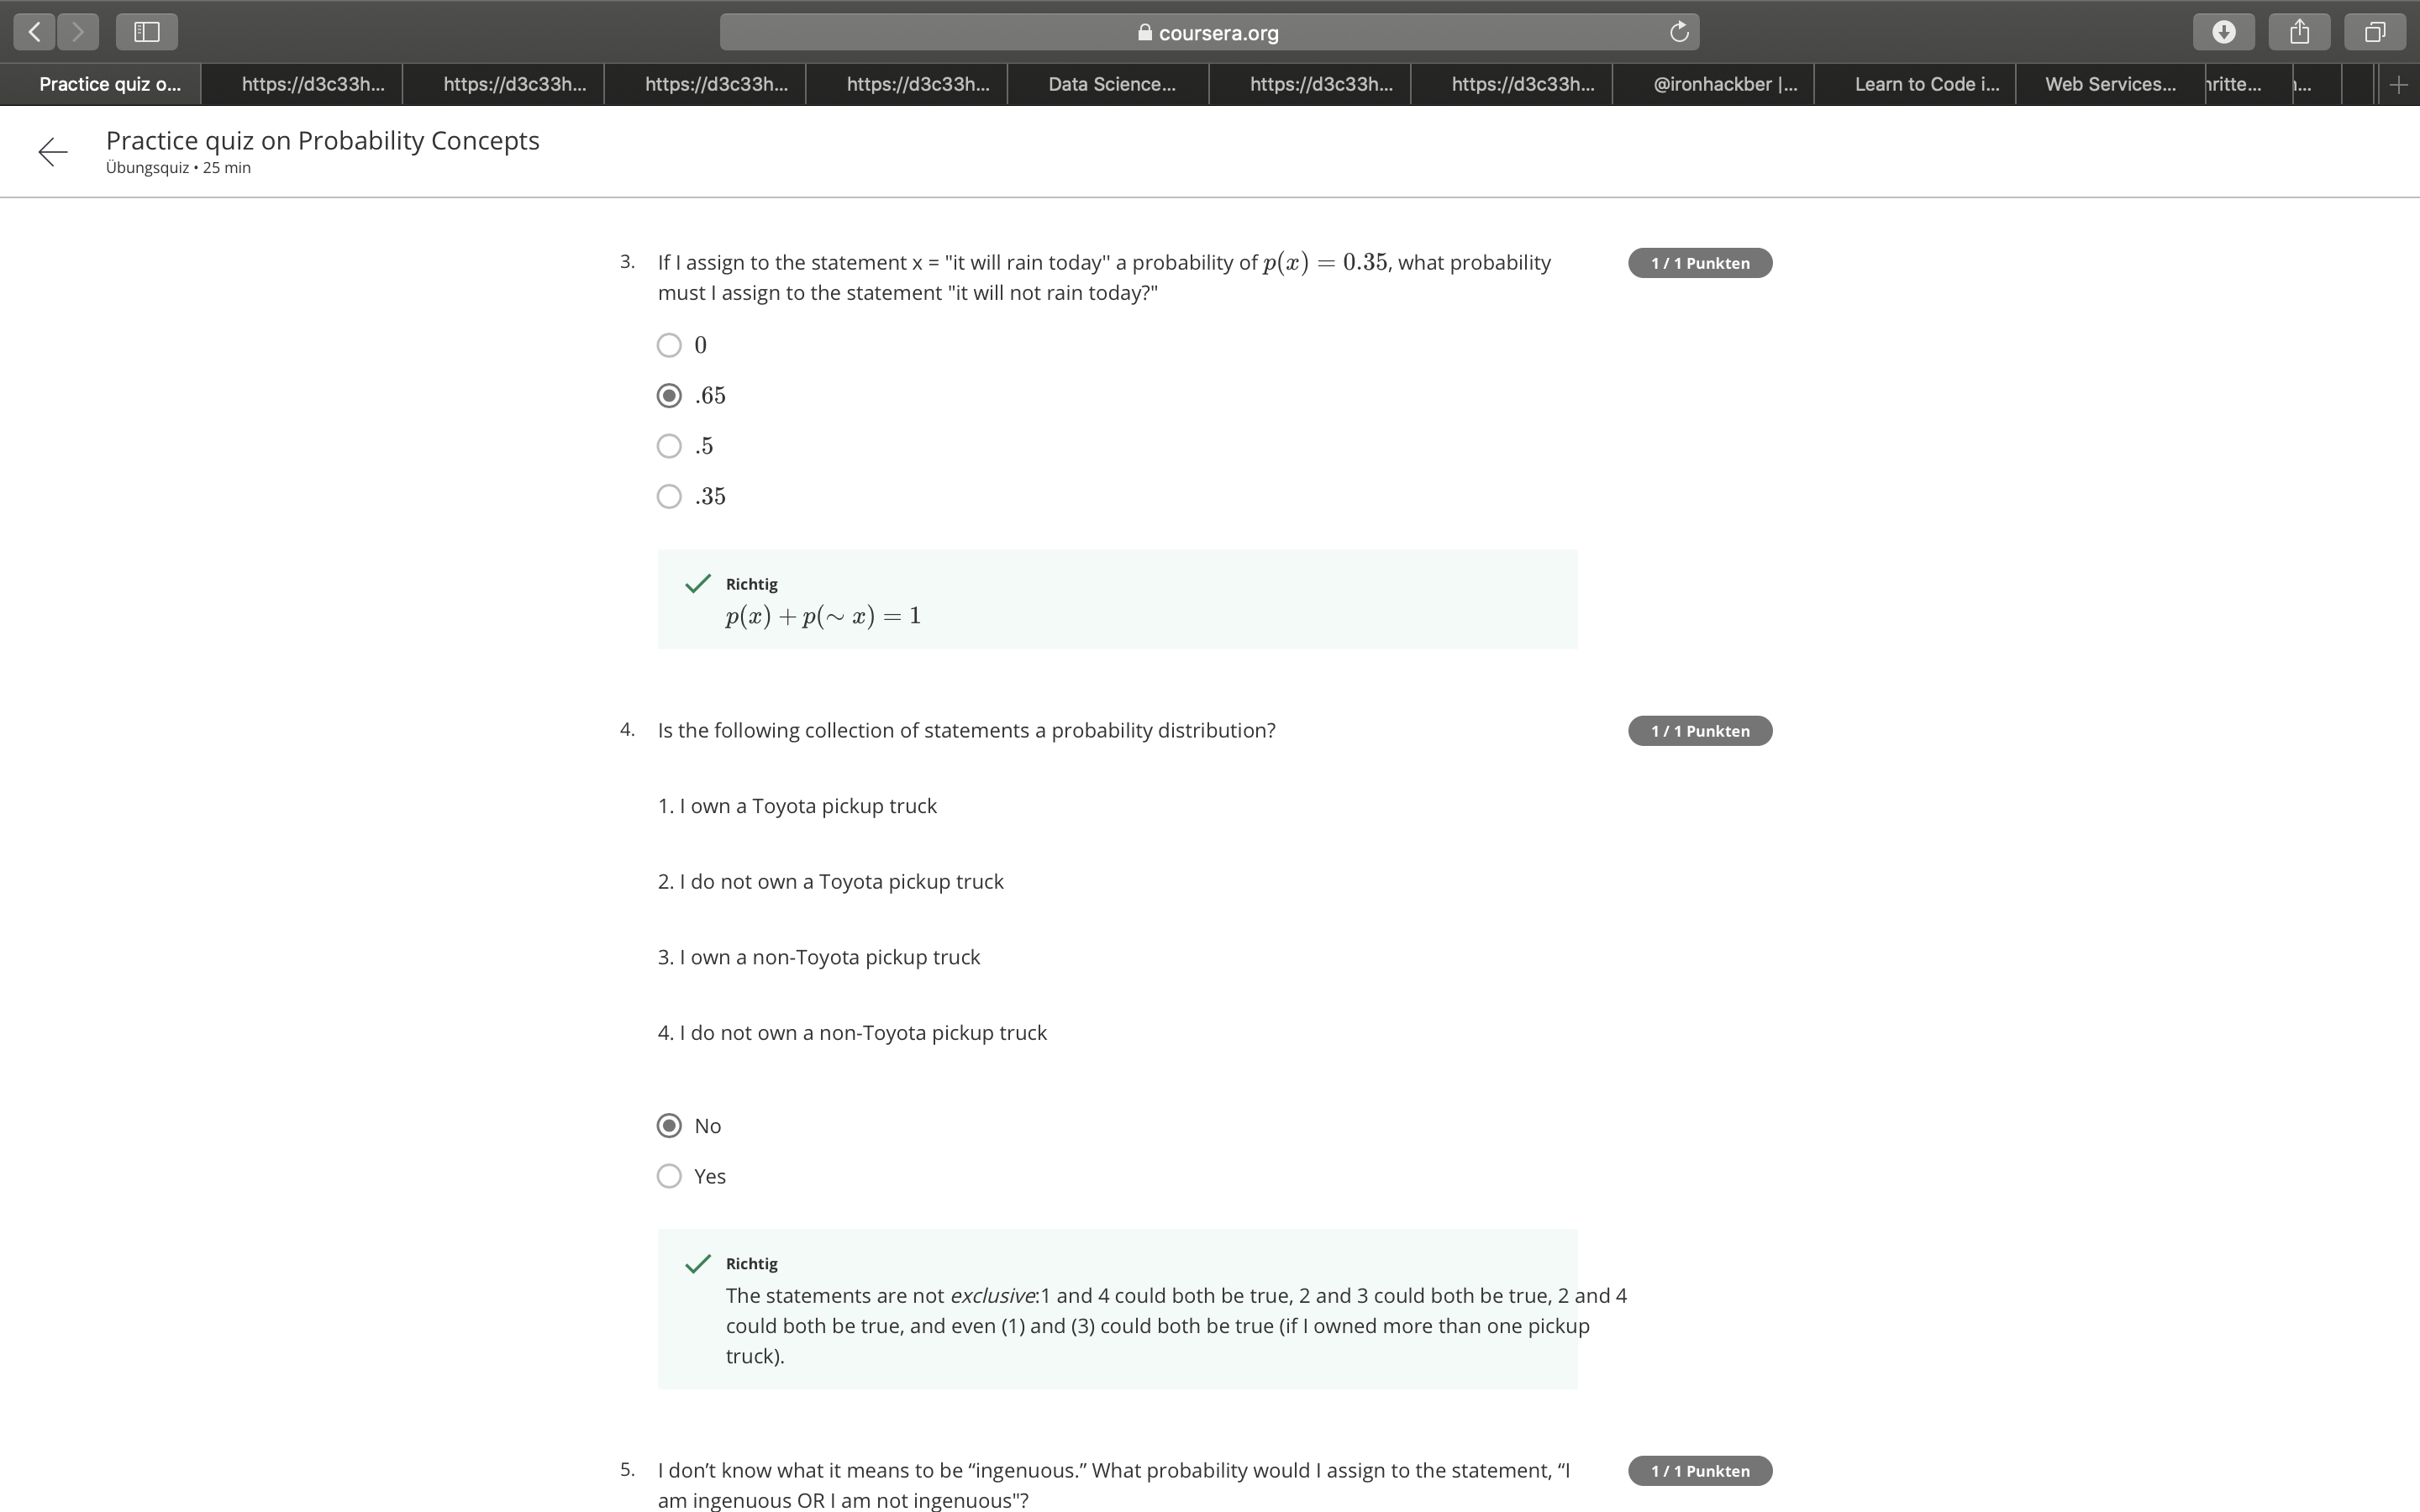 coursera.org
Practice quiz o...
https://d3c33h...
https://d3c33h...
https://d3c33h...
https://d3c33h...
Data Science...
https://d3c33h...
https://d3c33h...
@ironhackber |...
Learn to Code i...
Web Services...
Practice quiz on Probability Concepts
Übungsquiz • 25 min
3. If I assign to the statement x = "it will rain today" a probability of p(x) = 0.35, what probability
must I assign to the statement "it will not rain today?"
1 / 1 Punkten
0
.65
.5
.35
Richtig
p(x) + p(∼ x) = 1
4. Is the following collection of statements a probability distribution?
1 / 1 Punkten
1. I own a Toyota pickup truck
2. I do not own a Toyota pickup truck
3. I own a non-Toyota pickup truck
4. I do not own a non-Toyota pickup truck
No
Yes
Richtig
The statements are not exclusive:1 and 4 could both be true, 2 and 3 could both be true, 2 and 4
could both be true, and even (1) and (3) could both be true (if I owned more than one pickup
truck).
5. I don’t know what it means to be “ingenuous.” What probability would I assign to the statement, “I
am ingenuous OR I am not ingenuous"?
1 / 1 Punkten